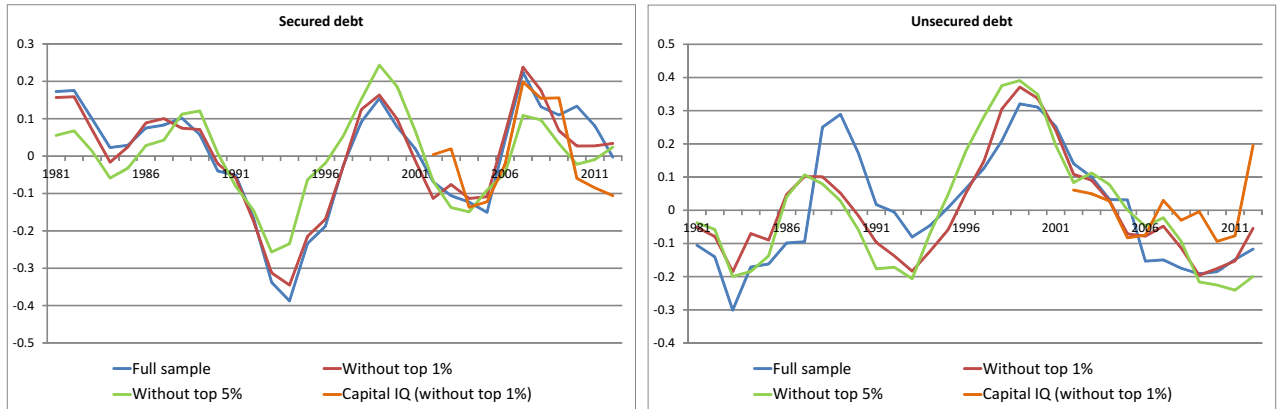 Secured debt
0.3
0.2
0.1
0
-0.1
-0.2
-0.3
-0.4
-0.5
1981 1986 1991 1996 2001 2006 2011
Full sample Without top 1%
Without top 5% Capital IQ (without top 1%)
Unsecured debt
0.5
0.4
0.3
0.2
0.1
0
-0.1
-0.2
-0.3
-0.4
1981 1986 1991 1996 2001 2006 2011
Full sample Without top 1%
Without top 5% Capital IQ (without top 1%)